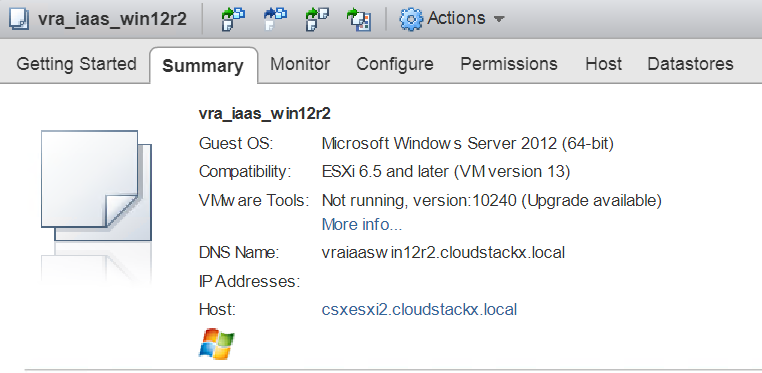 vra_iaas_win12r2 Actions
Getting Started Summary Monitor Configure Permissions Host Datastores
vra_iaas_win12r2
Guest OS: Microsoft Windows Server 2012 (64-bit)
Compatibility: ESXi 6.5 and later (VM version 13)
VMware Tools: Not running, version:10240 (Upgrade available)
More info...
DNS Name: vraiaaswin12r2.cloudstackx.local
IP Addresses:
Host: csxesxi2.cloudstackx.local